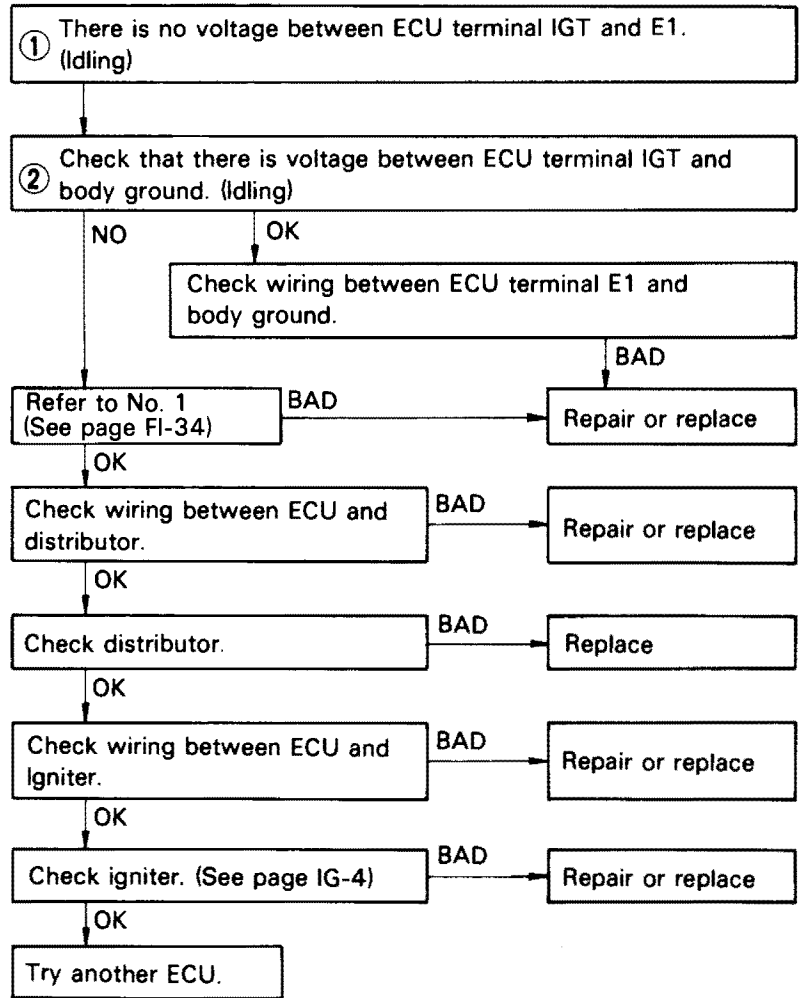 ① There is no voltage between ECU terminal IGT and E1.
(Idling)
② Check that there is voltage between ECU terminal IGT and
body ground. (Idling)
NO
OK
Check wiring between ECU terminal E1 and
body ground.
BAD
Refer to No. 1
(See page FI-34)
BAD
Repair or replace
OK
Check wiring between ECU and
distributor.
BAD
Repair or replace
OK
Check distributor.
BAD
Replace
OK
Check wiring between ECU and
Igniter.
BAD
Repair or replace
OK
Check igniter. (See page IG-4)
BAD
Repair or replace
OK
Try another ECU.